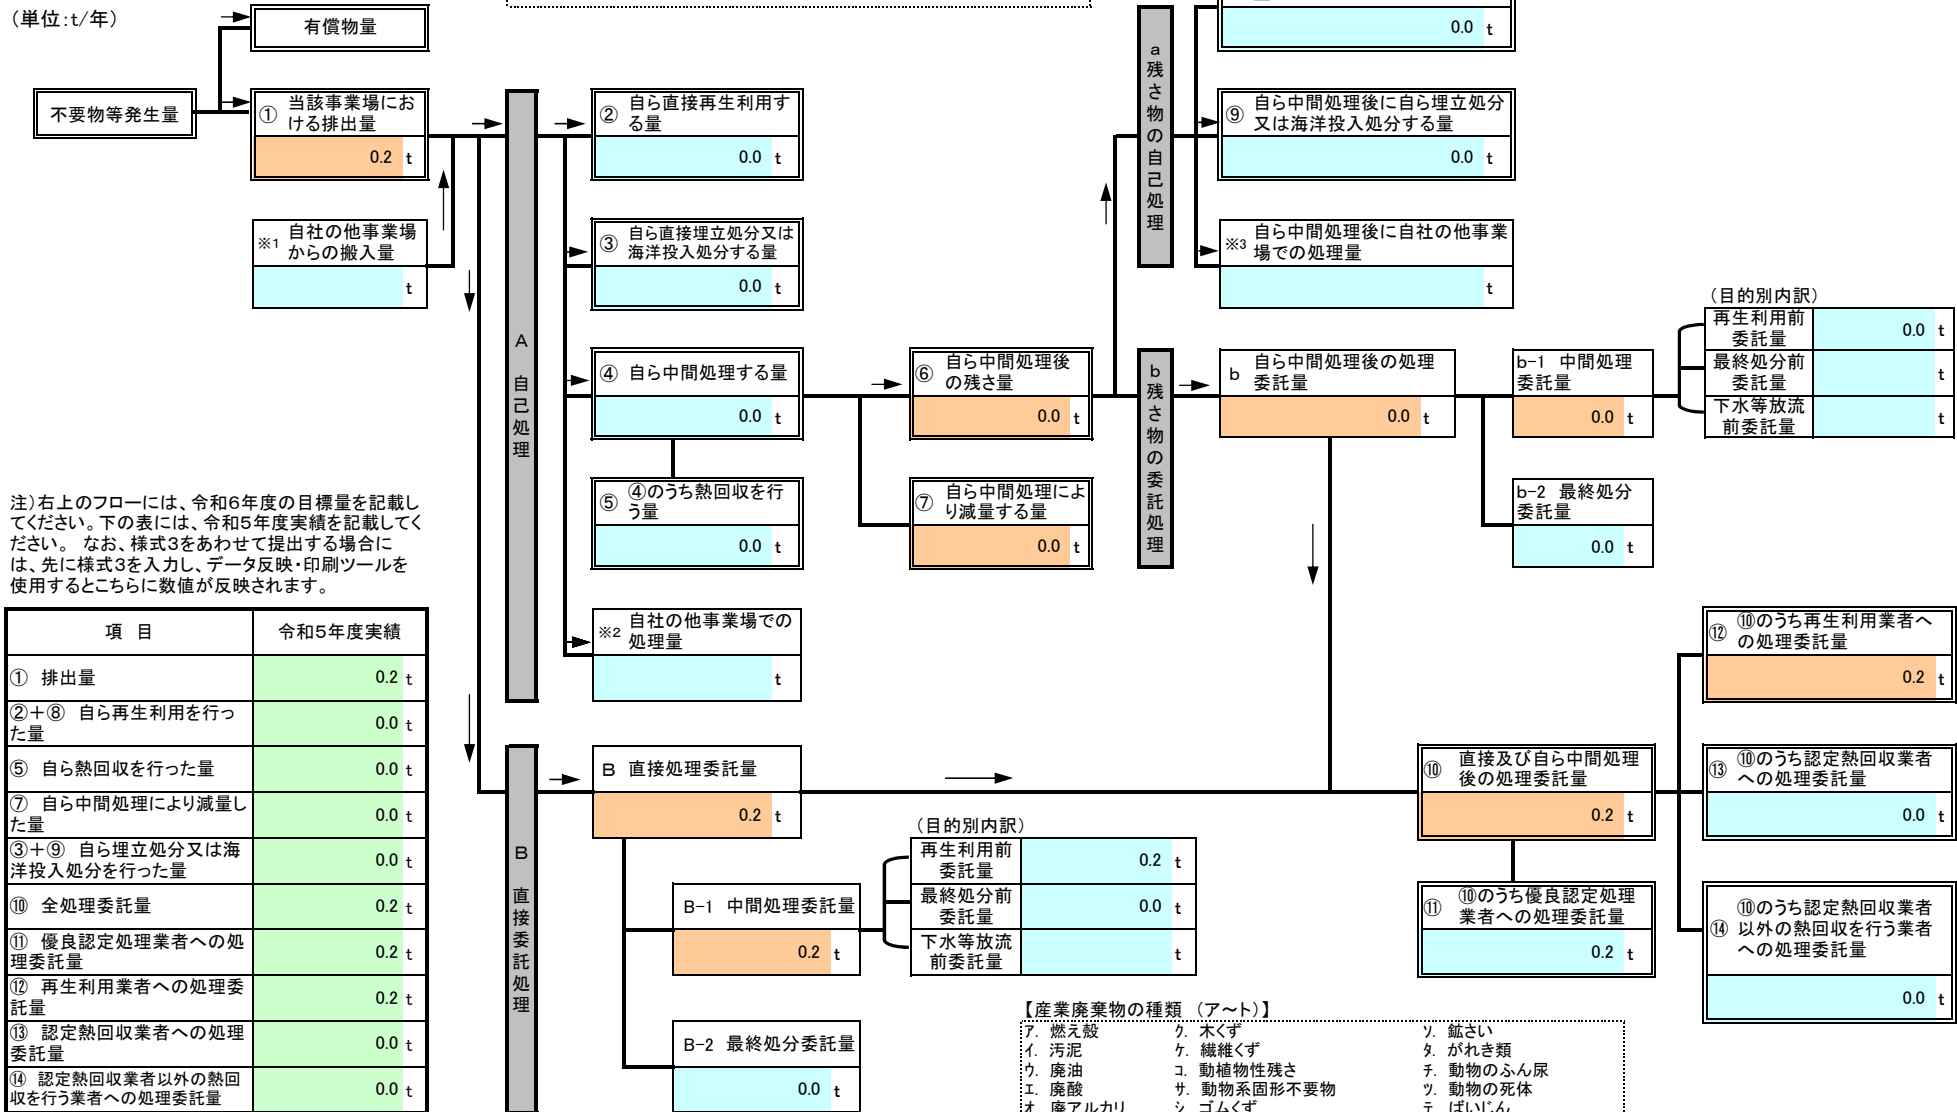 (単位:t/年)
有償物量
不要物等発生量
① 当該事業場にお
ける排出量
0.2 t
※1 自社の他事業場
からの搬入量
t
A 自己処理
② 自ら直接再生利用す
る量
0.0 t
③ 自ら直接埋立処分又は
海洋投入処分する量
0.0 t
④ 自ら中間処理する量
0.0 t
⑤ ④のうち熱回収を行
う量
0.0 t
※2 自社の他事業場での
処理量
t
⑥ 自ら中間処理後
の残さ量
0.0 t
⑦ 自ら中間処理によ
り減量する量
0.0 t
a 残さ物の自己処理
0.0 t
⑨ 自ら中間処理後に自ら埋立処分
又は海洋投入処分する量
0.0 t
※3 自ら中間処理後に自社の他事業
場での処理量
t
b 残さ物の委託処理
b 自ら中間処理後の処理
委託量
0.0 t
b-1 中間処理
委託量
0.0 t
b-2 最終処分
委託量
0.0 t
(目的別内訳)
再生利用前
委託量
0.0 t
最終処分前
委託量
t
下水等放流
前委託量
t
注)右上のフローには、令和6年度の目標量を記載し
てください。下の表には、令和5年度実績を記載してく
ださい。 なお、様式3をあわせて提出する場合に
は、先に様式3を入力し、データ反映・印刷ツールを
使用するとこちらに数値が反映されます。
項 目 令和5年度実績
① 排出量 0.2 t
②+⑧ 自ら再生利用を行っ
た量
0.0 t
⑤ 自ら熱回収を行った量 0.0 t
⑦ 自ら中間処理により減量し
た量
0.0 t
③+⑨ 自ら埋立処分又は海
洋投入処分を行った量
0.0 t
⑩ 全処理委託量 0.2 t
⑪ 優良認定処理業者への処
理委託量
0.2 t
⑫ 再生利用業者への処理委
託量
0.2 t
⑬ 認定熱回収業者への処理
委託量
0.0 t
⑭ 認定熱回収業者以外の熱回
収を行う業者への処理委託量
0.0 t
B 直接委託処理
B 直接処理委託量
0.2 t
B-1 中間処理委託量
0.2 t
B-2 最終処分委託量
0.0 t
(目的別内訳)
再生利用前
委託量
0.2 t
最終処分前
委託量
0.0 t
下水等放流
前委託量
t
⑩ 直接及び自ら中間処理
後の処理委託量
0.2 t
⑪ ⑩のうち優良認定処理
業者への処理委託量
0.2 t
⑫ ⑩のうち再生利用業者へ
の処理委託量
0.2 t
⑬ ⑩のうち認定熱回収業者
への処理委託量
0.0 t
⑭ ⑩のうち認定熱回収業者
以外の熱回収を行う業者
への処理委託量
0.0 t
【産業廃棄物の種類 (ア~ト)】
ア. 燃え殻 ク. 木くず ソ. 鉱さい
イ. 汚泥 ケ. 繊維くず タ. がれき類
ウ. 廃油 コ. 動植物性残さ チ. 動物のふん尿
エ. 廃酸 サ. 動物系固形不要物 ツ. 動物の死体
オ. 廃アルカリ シ. ゴムくず テ. ばいじん